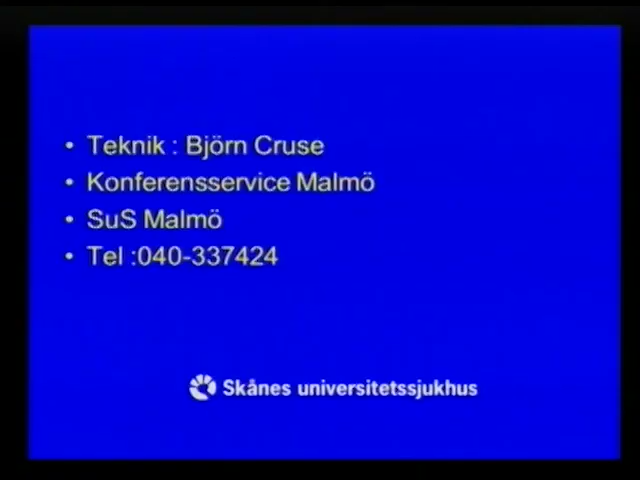 • Teknik : Björn Cruse
• Konferensservice Malmö
• SuS Malmö
• Tel :040-337424
Skånes universitetssjukhus